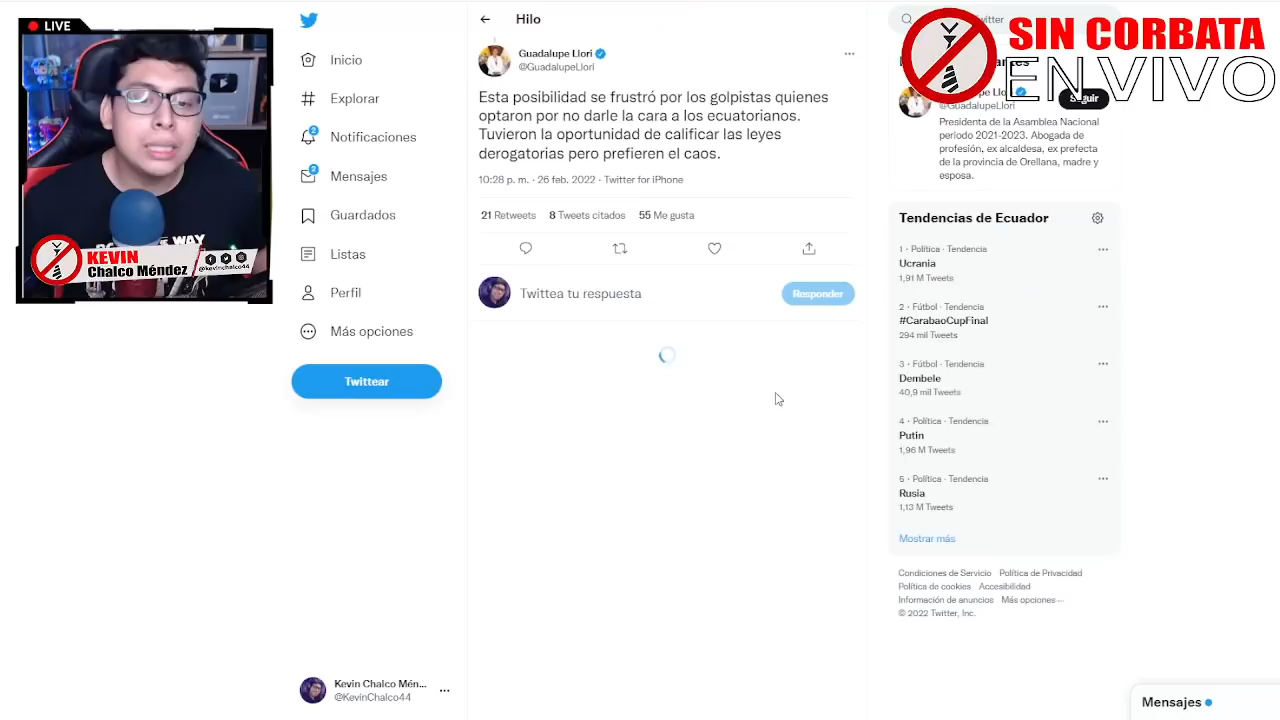 LIVE
KEVIN
Chalco Méndez
@kevinchalco44
Inicio
Explorar
2
Notificaciones
2
Mensajes
Guardados
Listas
Perfil
Más opciones
Twittear
Kevin Chalco Mén...
@KevinChalco44
Hilo
Guadalupe Llori
@GuadalupeLlori
Esta posibilidad se frustró por los golpistas quienes
optaron por no darle la cara a los ecuatorianos.
Tuvieron la oportunidad de calificar las leyes
derogatorias pero prefieren el caos.
10:28 p. m. · 26 feb. 2022 · Twitter for iPhone
21 Retweets 8 Tweets citados 55 Me gusta
Twittea tu respuesta
Responder
SIN CORBATA
EN VIVO
@GuadalupeLlori
Seguir
Presidenta de la Asamblea Nacional
periodo 2021-2023. Abogada de
profesión, ex alcaldesa, ex prefecta
de la provincia de Orellana, madre y
esposa.
Tendencias de Ecuador
1 · Política · Tendencia
Ucrania
1,91 M Tweets
2 · Fútbol · Tendencia
#CarabaoCupFinal
294 mil Tweets
3 · Fútbol · Tendencia
Dembele
40,9 mil Tweets
4 · Política · Tendencia
Putin
1,96 M Tweets
5 · Política · Tendencia
Rusia
1,13 M Tweets
Mostrar más
Condiciones de Servicio Política de Privacidad
Política de cookies Accesibilidad
Información de anuncios Más opciones ···
© 2022 Twitter, Inc.
Mensajes